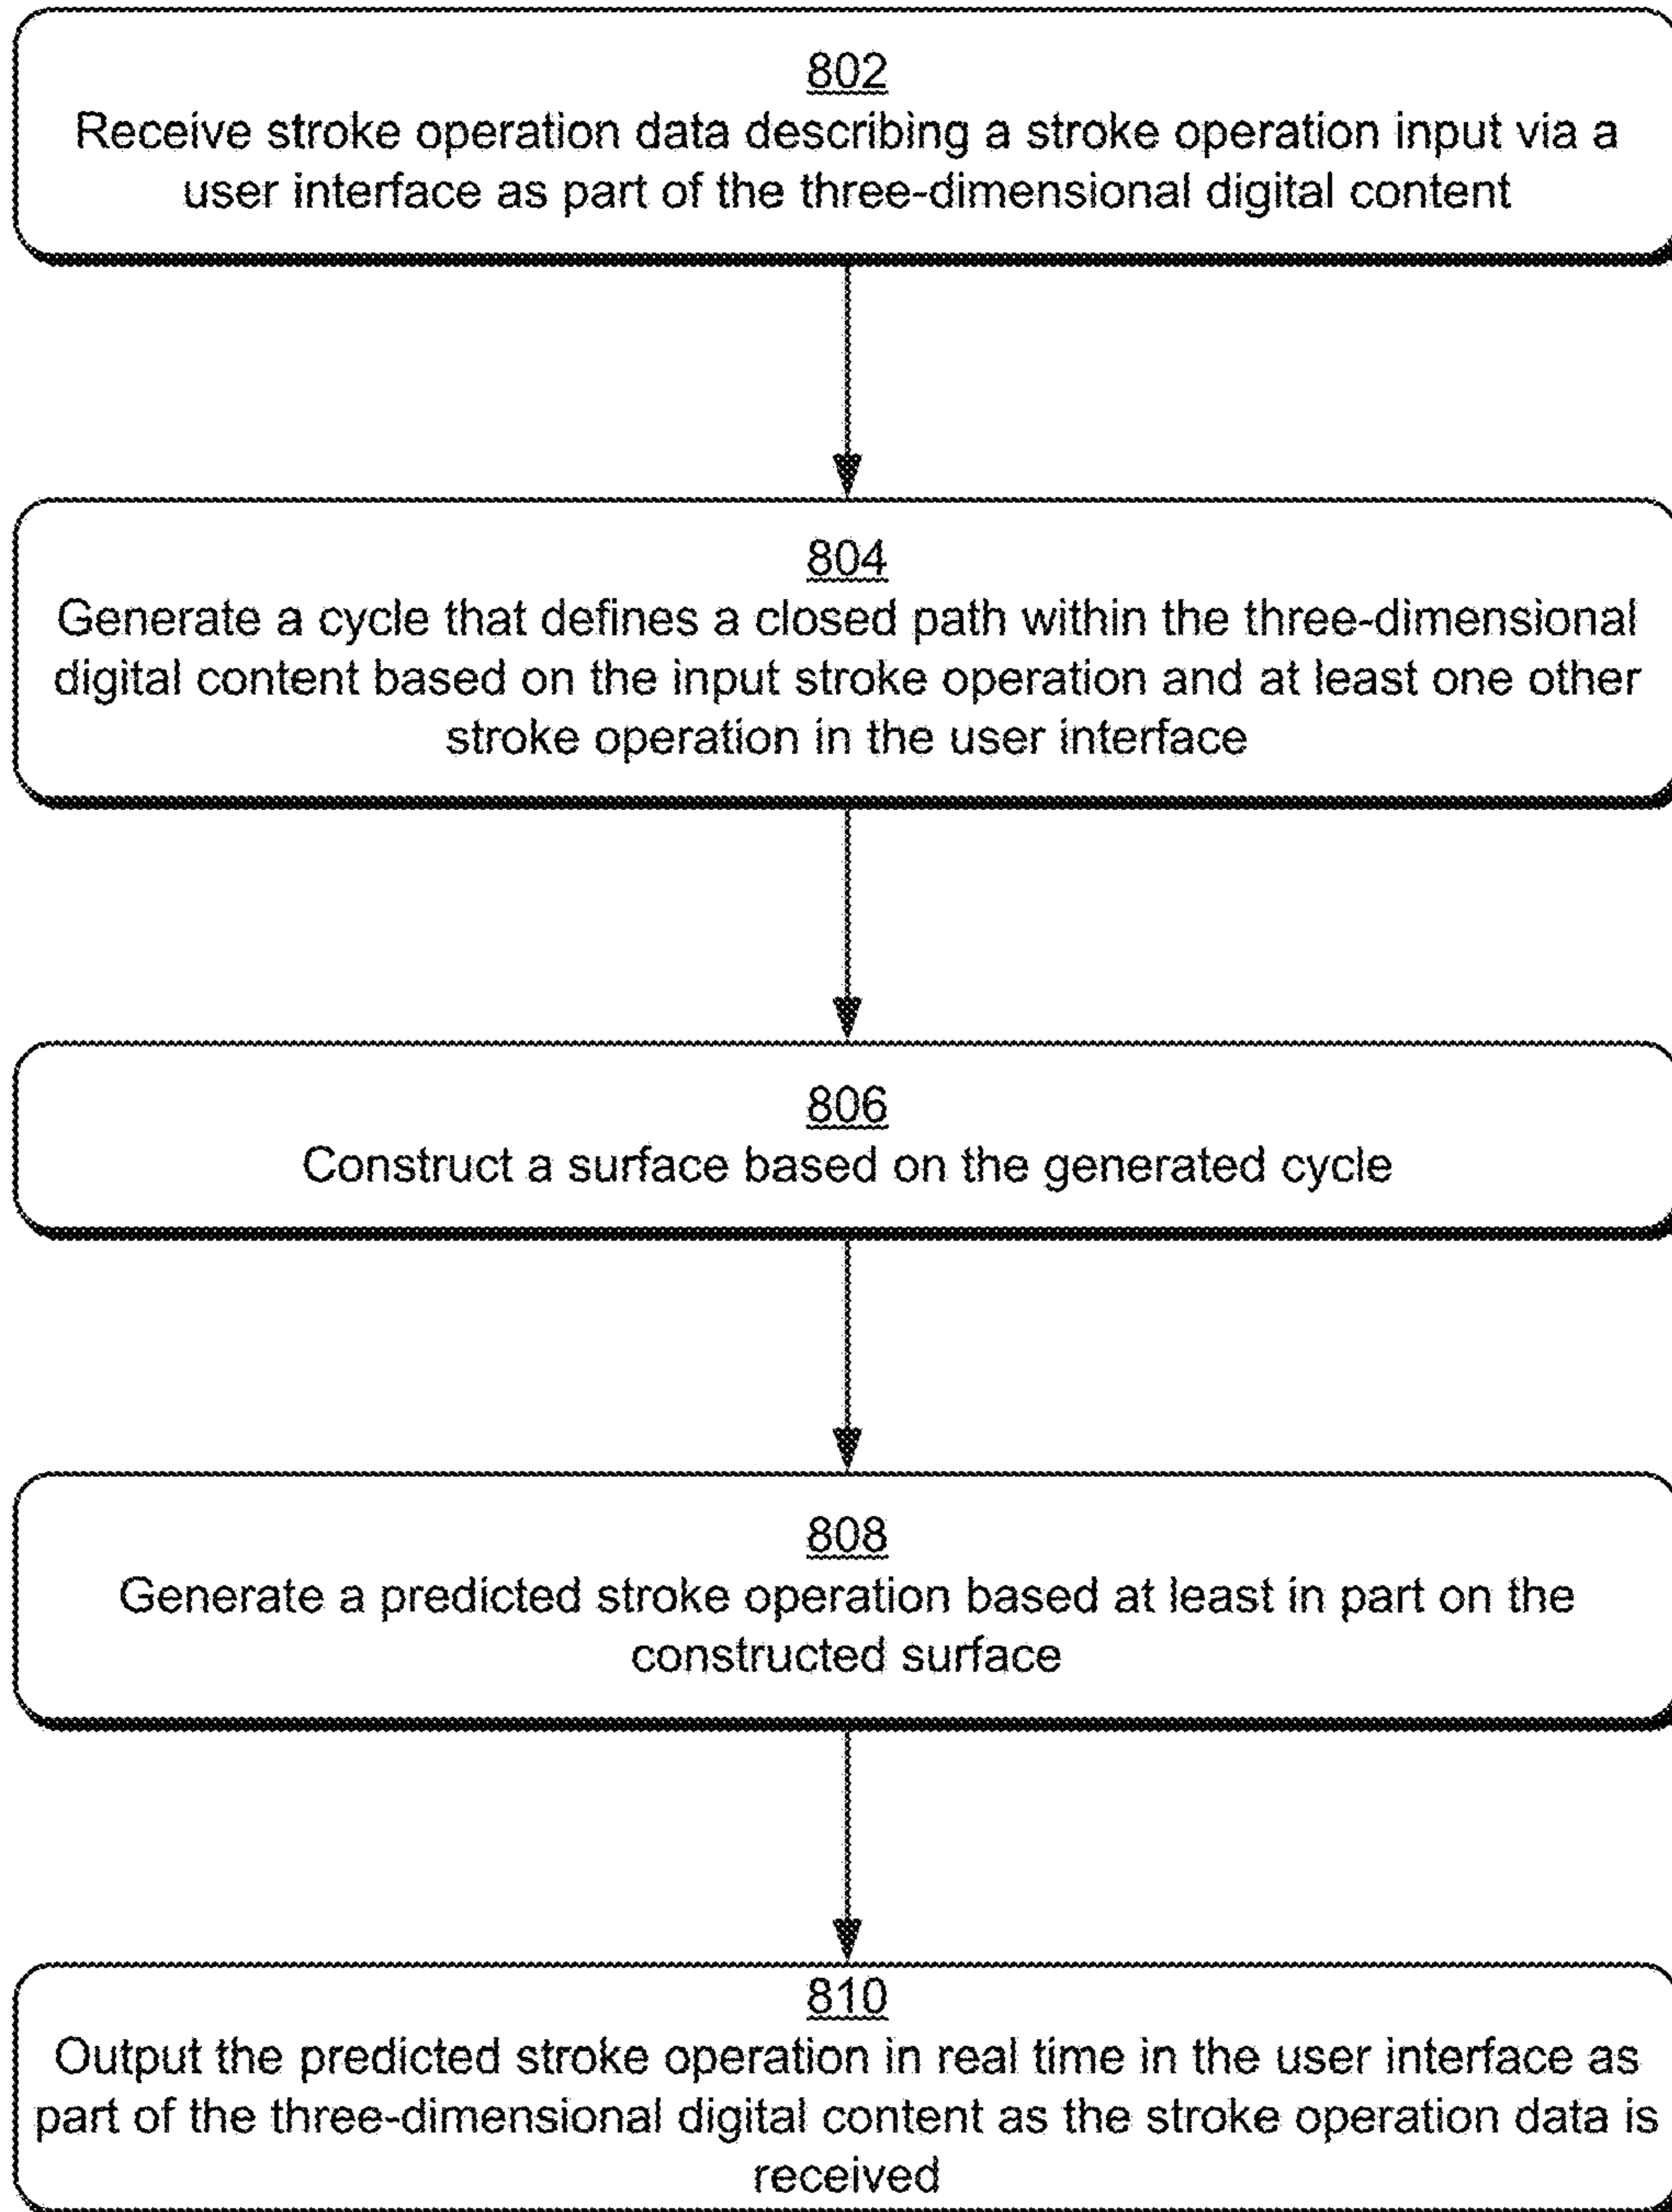 802
Receive stroke operation data describing a stroke operation input via a
user interface as part of the three-dimensional digital content
804
Generate a cycle that defines a closed path within the three-dimensional
digital content based on the input stroke operation and at least one other
stroke operation in the user interface
806
Construct a surface based on the generated cycle
808
Generate a predicted stroke operation based at least in part on the
constructed surface
810
Output the predicted stroke operation in real time in the user interface as
part of the three-dimensional digital content as the stroke operation data is
received